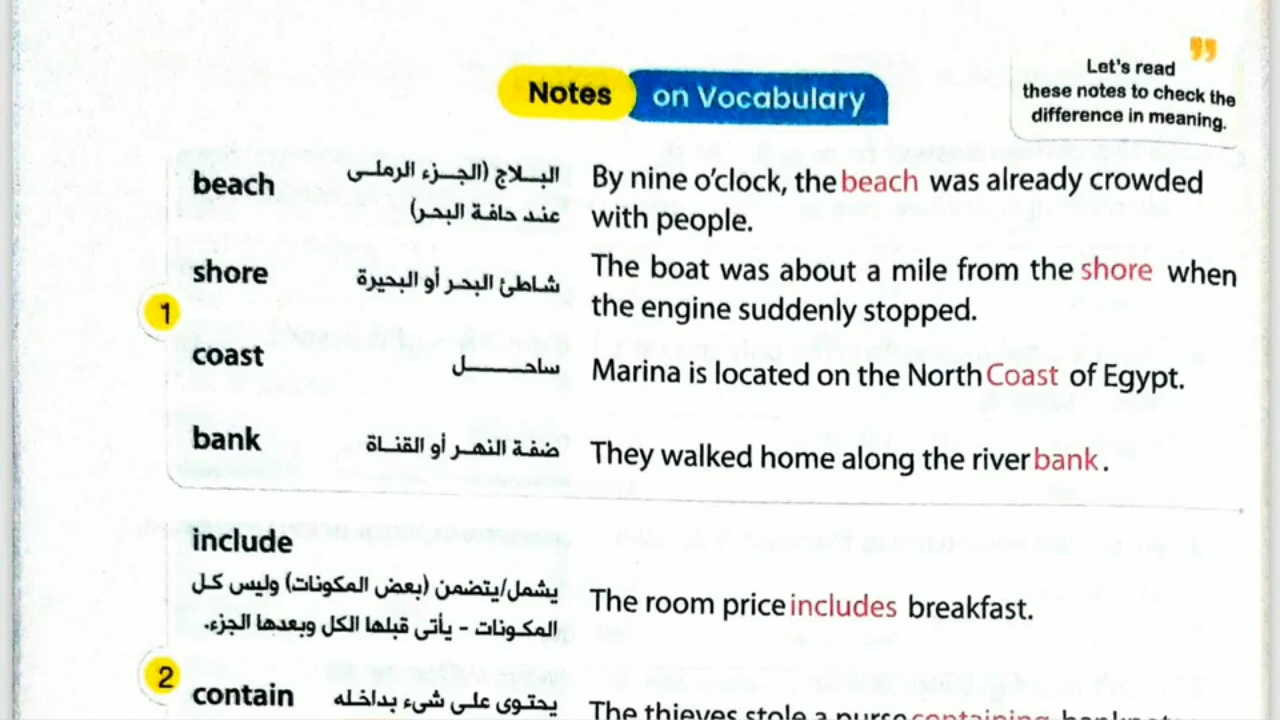 Let's read
these notes to check the
difference in meaning.
Notes on Vocabulary
1
beach
البلاج (الجزء الرملى
عند حافة البحر)
By nine o'clock, the beach was already crowded
with people.
shore
شاطئ البحر أو البحيرة
The boat was about a mile from the shore when
the engine suddenly stopped.
coast
ساحل
Marina is located on the North Coast of Egypt.
bank
ضفة النهر أو القناة
They walked home along the river bank.
2
include
يشمل/يتضمن (بعض المكونات) وليس كل
المكونات - يأتى قبلها الكل وبعدها الجزء.
The room price includes breakfast.
contain
يحتوى على شىء بداخله
The thieves stole a purse containing